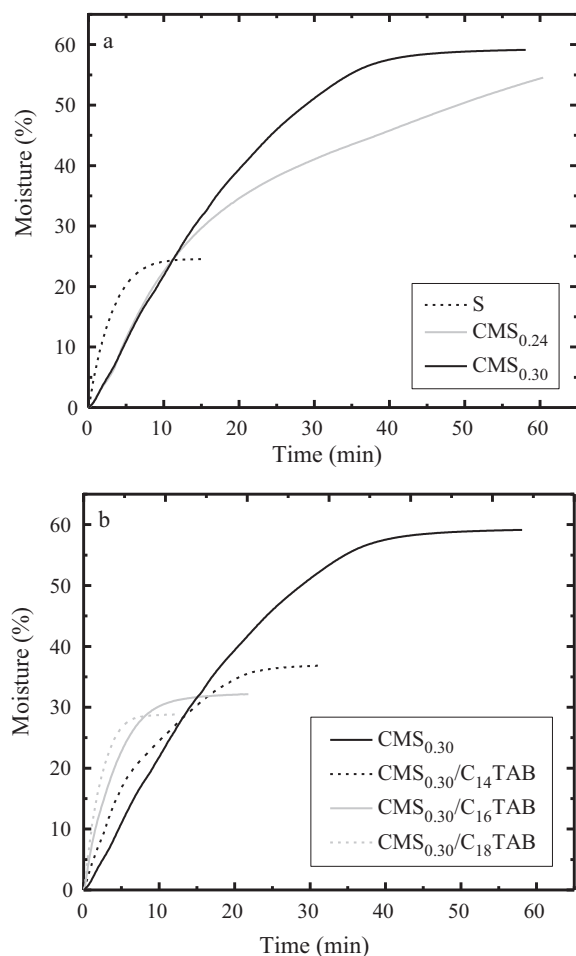 a
60
50
40
30
20
10
0
Moisture (%)
S
CMS0.24
CMS0.30
0 10 20 30 40 50 60
Time (min)
b
60
50
40
30
20
10
0
Moisture (%)
CMS0.30
CMS0.30/C14TAB
CMS0.30/C16TAB
CMS0.30/C18TAB
0 10 20 30 40 50 60
Time (min)